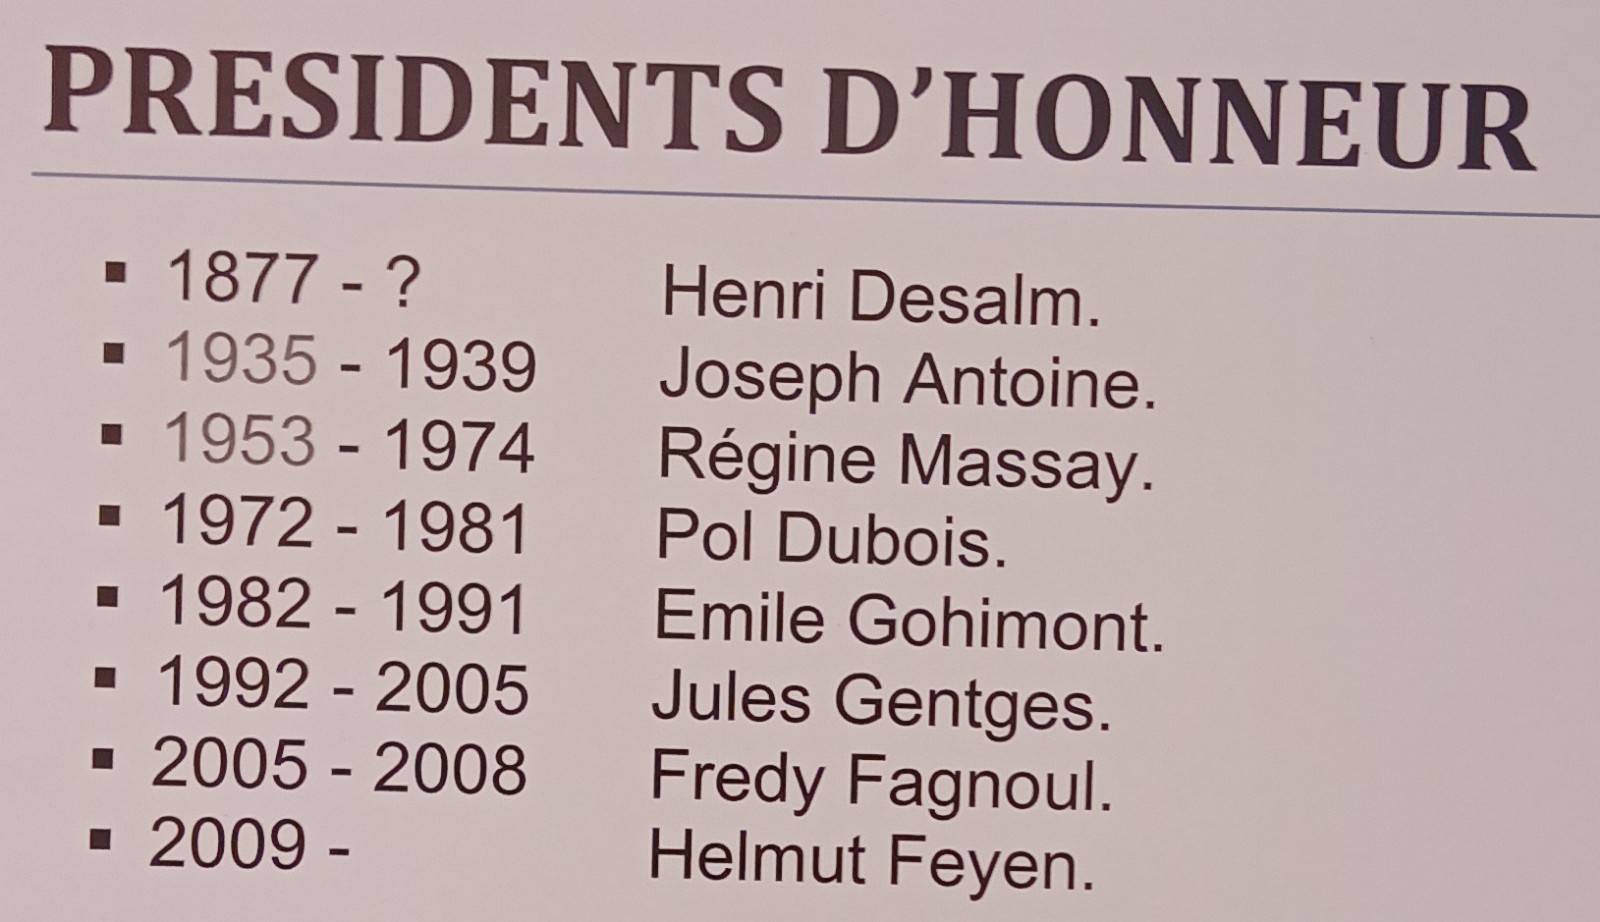 PRESIDENTS D’HONNEUR
▪ 1877 - ? Henri Desalm.
▪ 1935 - 1939 Joseph Antoine.
▪ 1953 - 1974 Régine Massay.
▪ 1972 - 1981 Pol Dubois.
▪ 1982 - 1991 Emile Gohimont.
▪ 1992 - 2005 Jules Gentges.
▪ 2005 - 2008 Fredy Fagnoul.
▪ 2009 - Helmut Feyen.